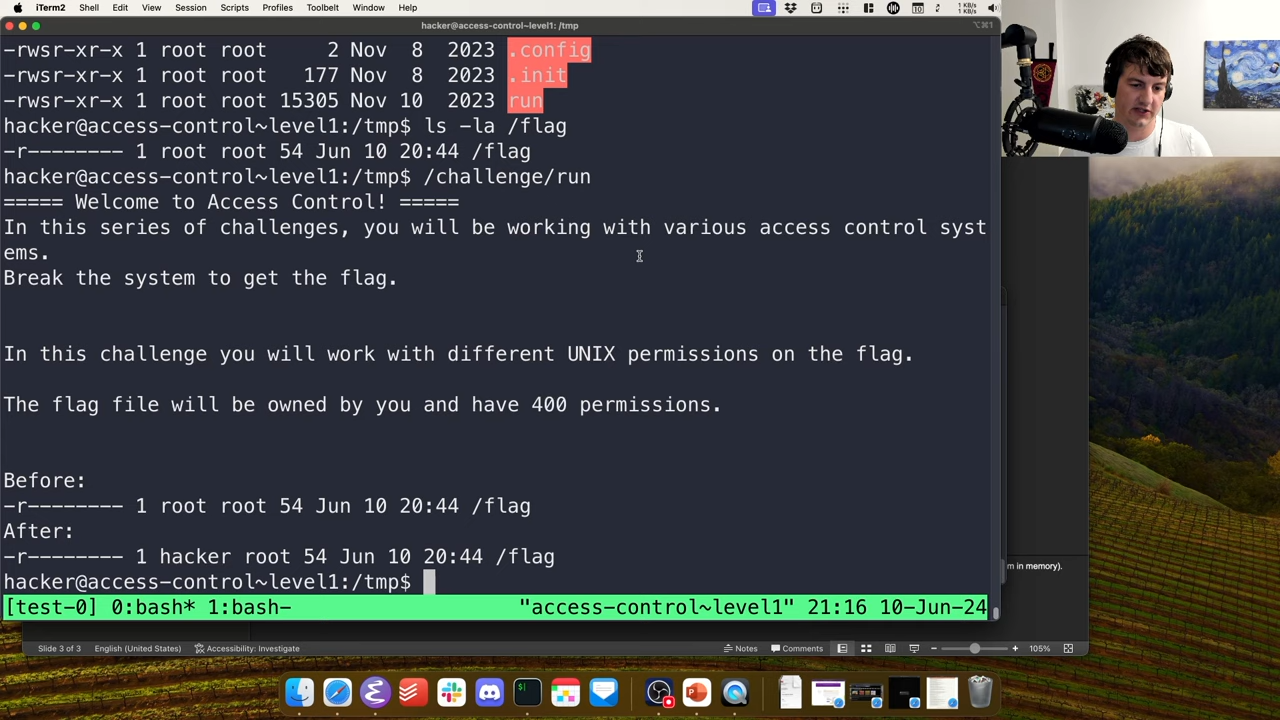 iTerm2 Shell Edit View Session Scripts Profiles Toolbelt Window Help 1 KB/s 1 KB/s
hacker@access-control~level1: /tmp ⌥⌘1
-rwsr-xr-x 1 root root     2 Nov  8  2023 .config
-rwsr-xr-x 1 root root   177 Nov  8  2023 .init
-rwsr-xr-x 1 root root 15305 Nov 10  2023 run
hacker@access-control~level1:/tmp$ ls -la /flag
-r-------- 1 root root 54 Jun 10 20:44 /flag
hacker@access-control~level1:/tmp$ /challenge/run
===== Welcome to Access Control! =====
In this series of challenges, you will be working with various access control syst
ems.
Break the system to get the flag.
In this challenge you will work with different UNIX permissions on the flag.
The flag file will be owned by you and have 400 permissions.
Before:
-r-------- 1 root root 54 Jun 10 20:44 /flag
After:
-r-------- 1 hacker root 54 Jun 10 20:44 /flag
m in memory).
hacker@access-control~level1:/tmp$
[test-0] 0:bash* 1:bash- "access-control~level1" 21:16 10-Jun-24
Slide 3 of 3 English (United States) Accessibility: Investigate Notes Comments 105%